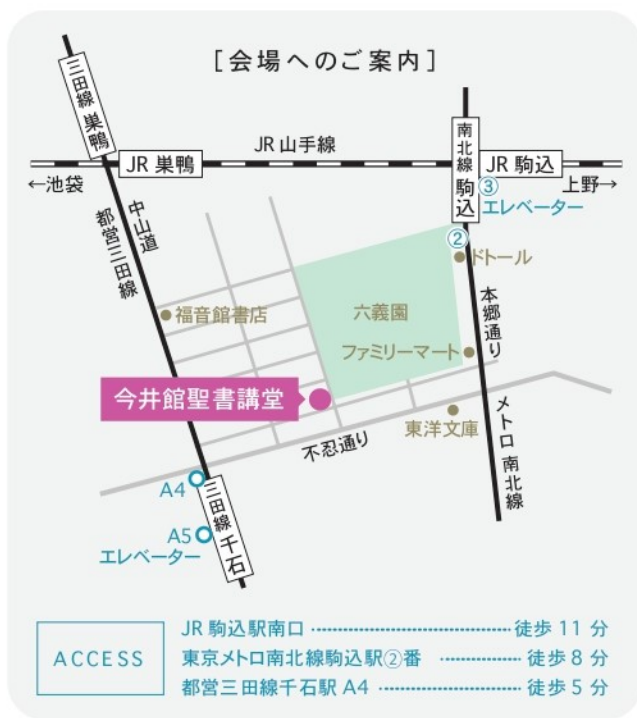 ［会場へのご案内］
三田線 巣鴨
JR 山手線
JR 巣鴨
南北線 駒込
JR 駒込
←池袋
上野→
③
エレベーター
中山道
都営三田線
②
ドトール
福音館書店
六義園
本郷通り
ファミリーマート
今井館聖書講堂
東洋文庫
メトロ 南北線
不忍通り
A4
三田線 千石
A5
エレベーター
ACCESS
JR 駒込駅南口 徒歩 11 分
東京メトロ南北線駒込駅②番 徒歩 8 分
都営三田線千石駅 A4 徒歩 5 分